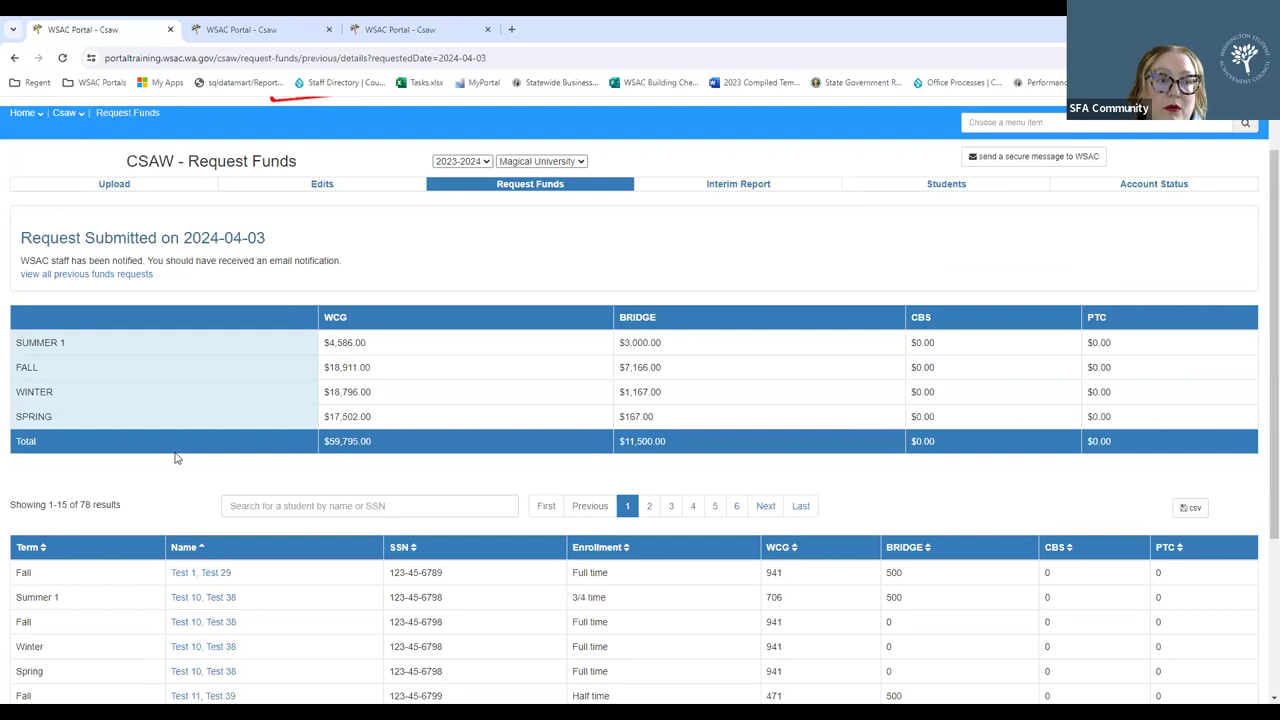 WSAC Portal - Csaw
WSAC Portal - Csaw
WSAC Portal - Csaw
portaltraining.wsac.wa.gov/csaw/request-funds/previous/details?requestedDate=2024-04-03
Regent
WSAC Portals
My Apps
sqldatamart/Report...
Staff Directory | Cou...
Tasks.xlsx
MyPortal
Statewide Business...
WSAC Building Che...
2023 Compiled Tem...
State Government R...
Office Processes | C...
Performanc
SFA Community
WASHINGTON STUDENT ACHIEVEMENT COUNCIL
Home | Csaw | Request Funds
Choose a menu item
CSAW - Request Funds
2023-2024
Magical University
send a secure message to WSAC
Upload
Edits
Request Funds
Interim Report
Students
Account Status
Request Submitted on 2024-04-03
WSAC staff has been notified. You should have received an email notification.
view all previous funds requests
WCG BRIDGE CBS PTC
SUMMER 1 $4,586.00 $3,000.00 $0.00 $0.00
FALL $18,911.00 $7,166.00 $0.00 $0.00
WINTER $18,796.00 $1,167.00 $0.00 $0.00
SPRING $17,502.00 $167.00 $0.00 $0.00
Total $59,795.00 $11,500.00 $0.00 $0.00
Showing 1-15 of 78 results
Search for a student by name or SSN
First Previous 1 2 3 4 5 6 Next Last
csv
Term Name SSN Enrollment WCG BRIDGE CBS PTC
Fall Test 1, Test 29 123-45-6789 Full time 941 500 0 0
Summer 1 Test 10, Test 38 123-45-6798 3/4 time 706 500 0 0
Fall Test 10, Test 38 123-45-6798 Full time 941 0 0 0
Winter Test 10, Test 38 123-45-6798 Full time 941 0 0 0
Spring Test 10, Test 38 123-45-6798 Full time 941 0 0 0
Fall Test 11, Test 39 123-45-6799 Half time 471 500 0 0